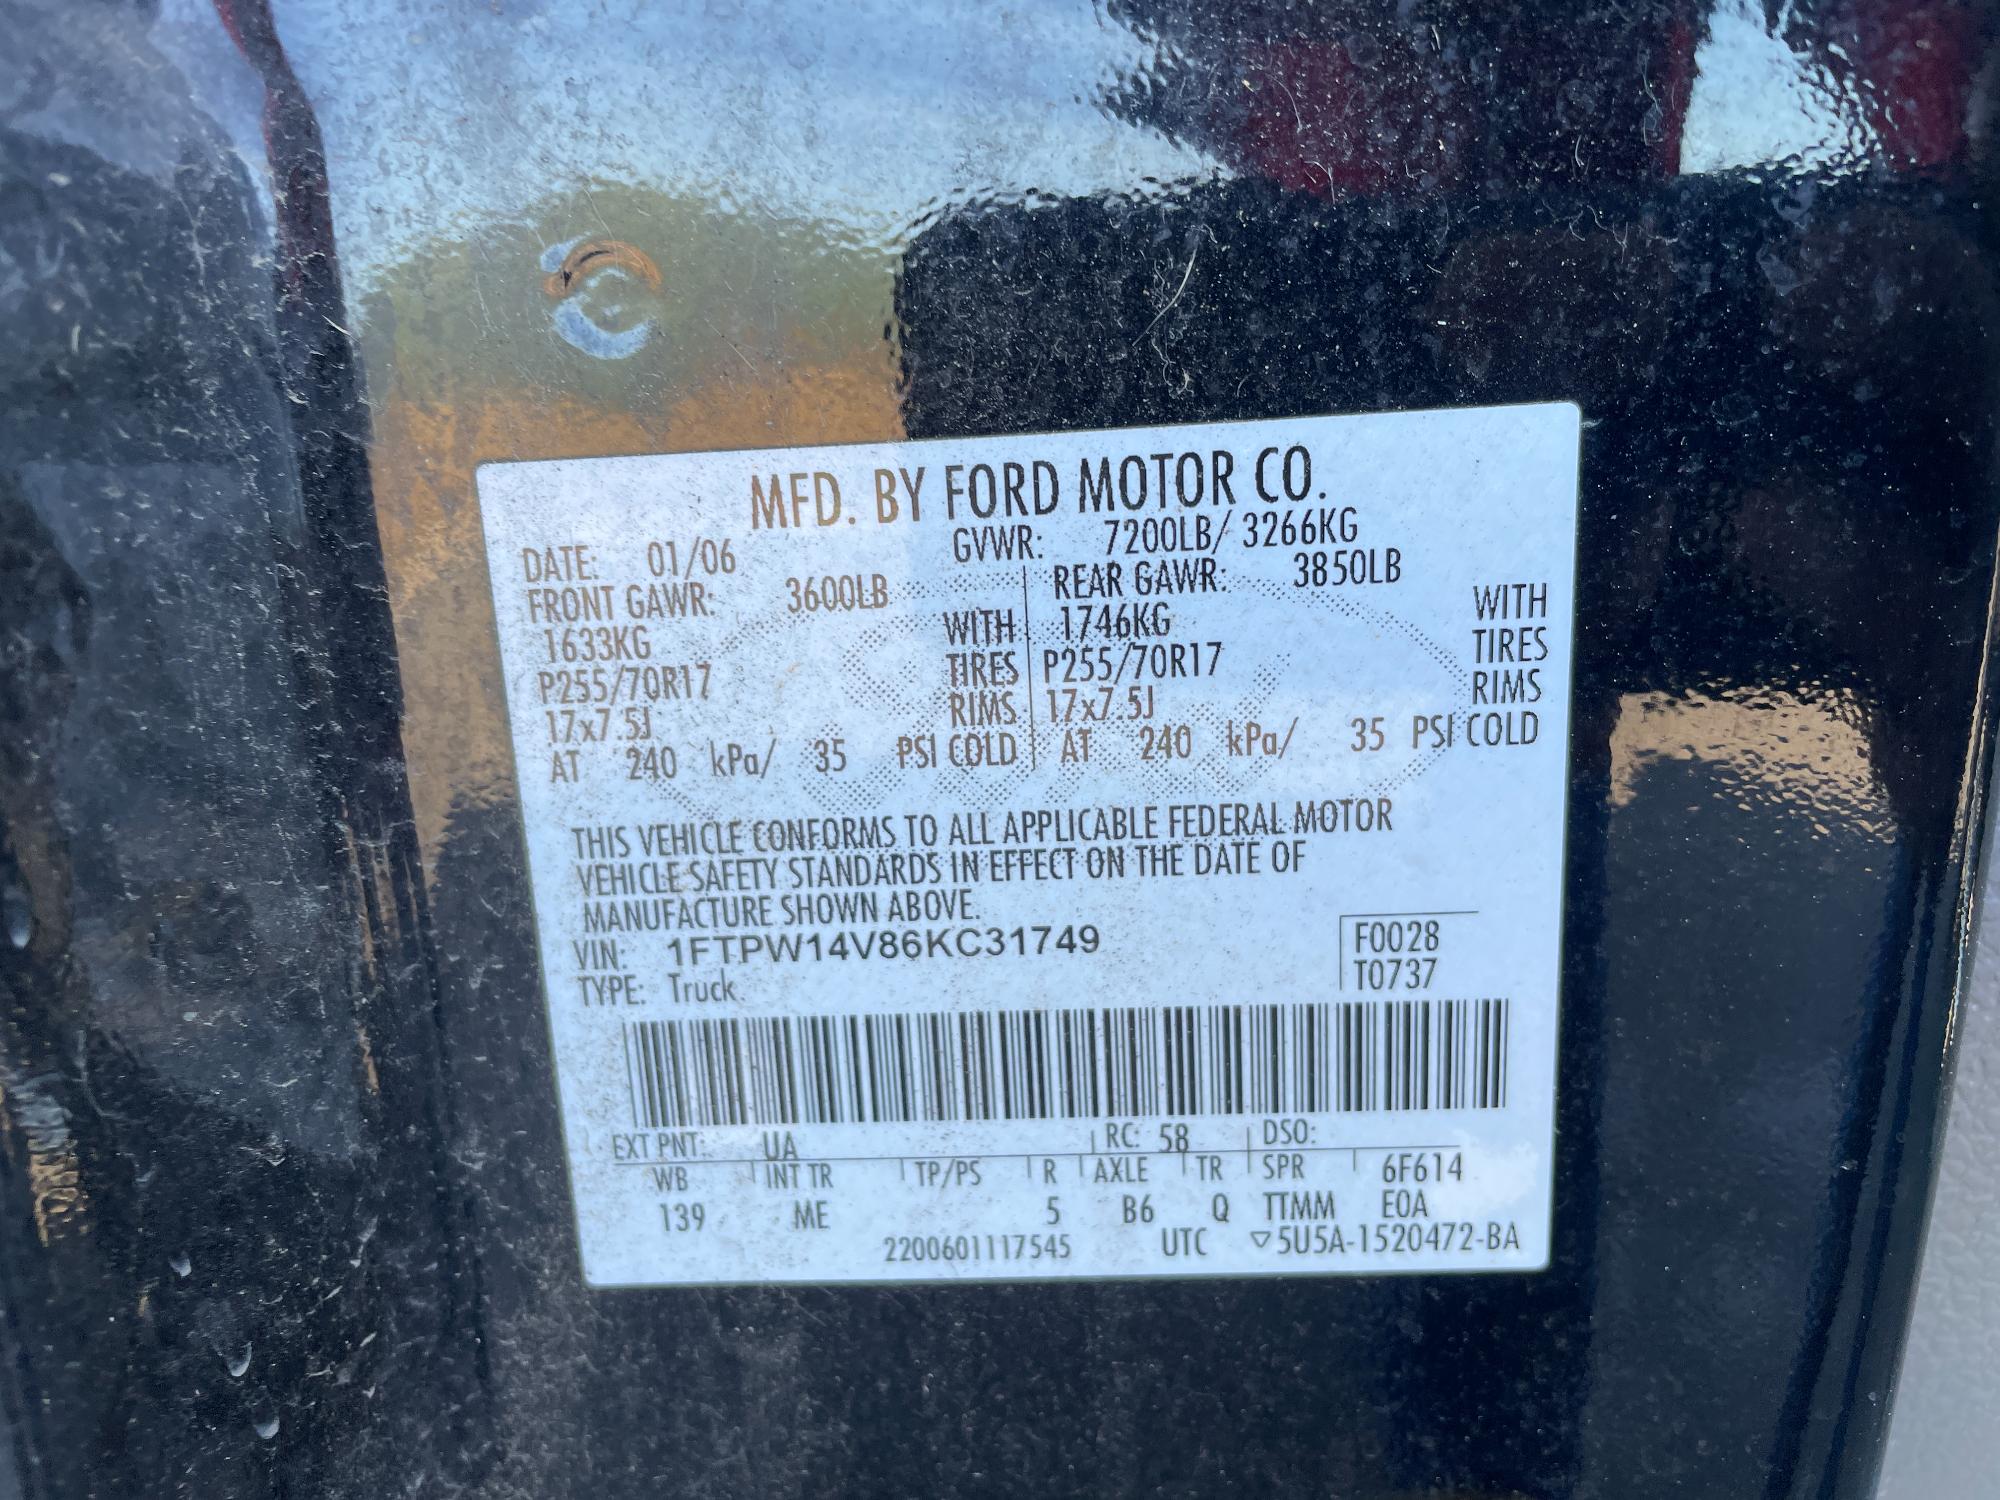 MFD. BY FORD MOTOR CO.
DATE: 01/06 GVWR: 7200LB/ 3266KG
FRONT GAWR: 3600LB REAR GAWR: 3850LB
1633KG WITH 1746KG WITH
P255/70R17 TIRES P255/70R17 TIRES
17x7.5J RIMS 17x7.5J RIMS
AT 240 kPa/ 35 PSI COLD AT 240 kPa/ 35 PSI COLD
THIS VEHICLE CONFORMS TO ALL APPLICABLE FEDERAL MOTOR
VEHICLE SAFETY STANDARDS IN EFFECT ON THE DATE OF
MANUFACTURE SHOWN ABOVE.
VIN: 1FTPW14V86KC31749 F0028
TYPE: Truck T0737
EXT PNT: UA RC: 58 DSO:
WB INT TR TP/PS R AXLE TR SPR 6F614
139 ME 5 B6 Q TTMM EOA
2200601117545 UTC ▽5U5A-1520472-BA